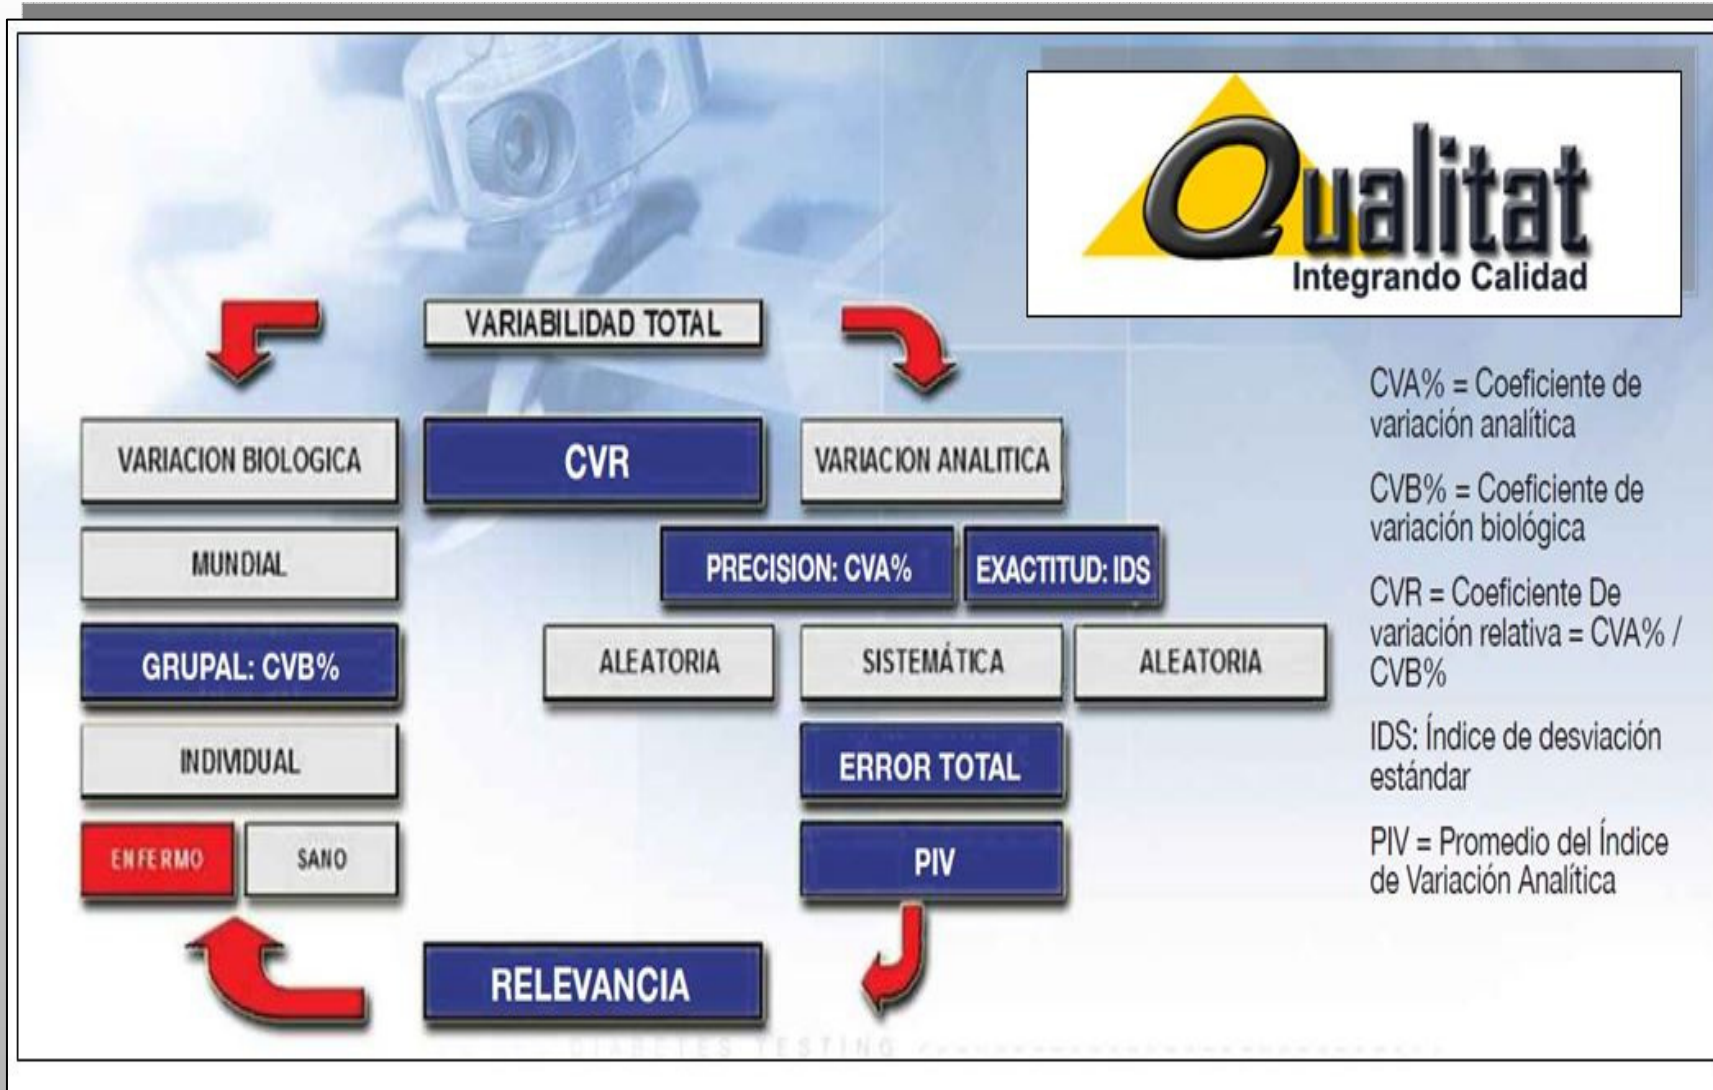 Qualitat
Integrando Calidad
VARIABILIDAD TOTAL
VARIACION BIOLOGICA
CVR
VARIACION ANALITICA
MUNDIAL
PRECISION: CVA%
EXACTITUD: IDS
GRUPAL: CVB%
ALEATORIA
SISTEMÁTICA
ALEATORIA
INDIVIDUAL
ERROR TOTAL
ENFERMO
SANO
PIV
RELEVANCIA
CVA% = Coeficiente de
variación analítica
CVB% = Coeficiente de
variación biológica
CVR = Coeficiente De
variación relativa = CVA% /
CVB%
IDS: Índice de desviación
estándar
PIV = Promedio del Índice
de Variación Analítica
DIABETES TESTING